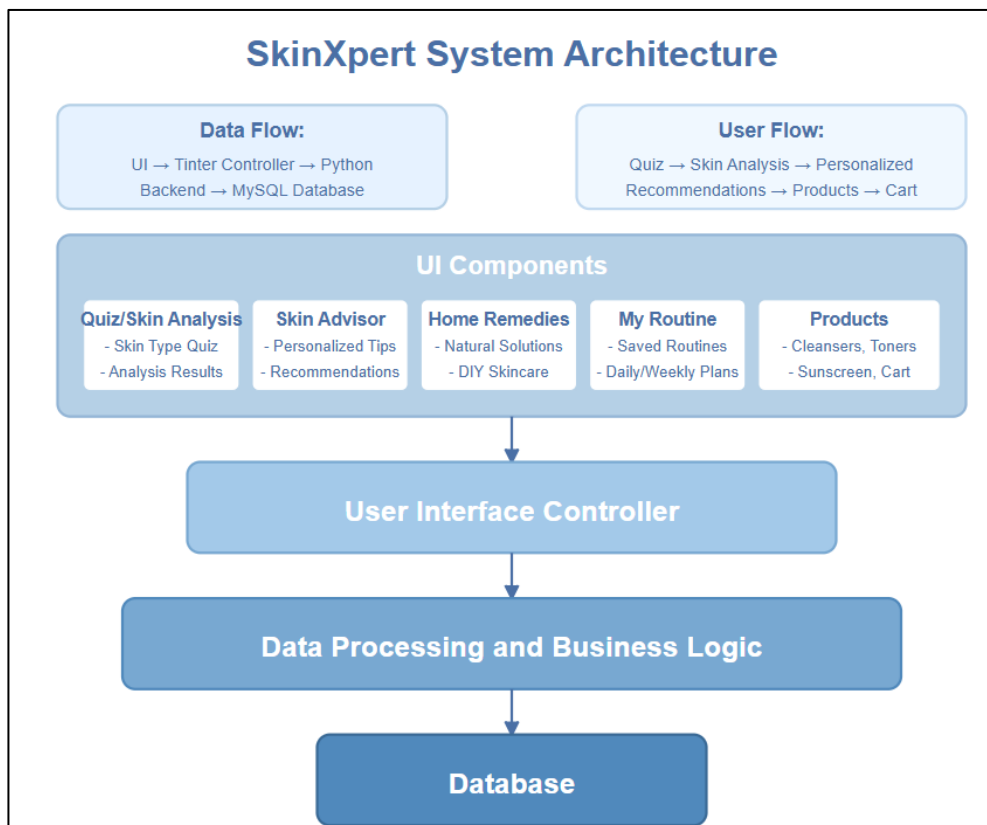 SkinXpert System Architecture
Data Flow:
UI → Tinter Controller → Python
Backend → MySQL Database
User Flow:
Quiz → Skin Analysis → Personalized
Recommendations → Products → Cart
UI Components
Quiz/Skin Analysis
- Skin Type Quiz
- Analysis Results
Skin Advisor
- Personalized Tips
- Recommendations
Home Remedies
- Natural Solutions
- DIY Skincare
My Routine
- Saved Routines
- Daily/Weekly Plans
Products
- Cleansers, Toners
- Sunscreen, Cart
User Interface Controller
Data Processing and Business Logic
Database